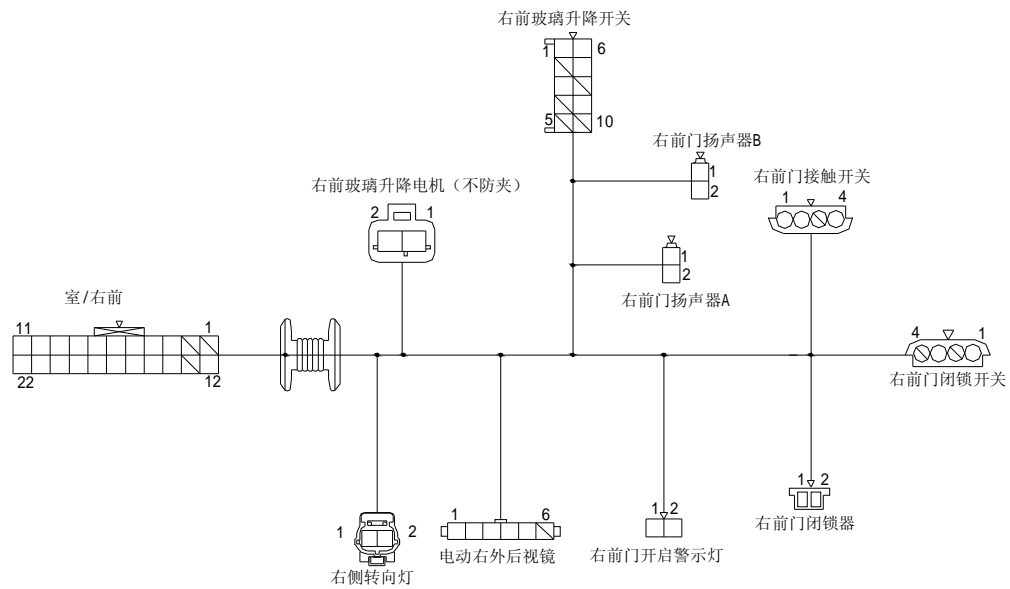 右前玻璃升降开关
1 6
5 10
右前门扬声器B
1
2
右前门接触开关
1 4
右前玻璃升降电机（不防夹）
2 1
1
2
右前门扬声器A
室/右前
11 1
22 12
4 1
右前门闭锁开关
1 2
右前门闭锁器
1 2
右侧转向灯
1 6
电动右外后视镜
1 2
右前门开启警示灯